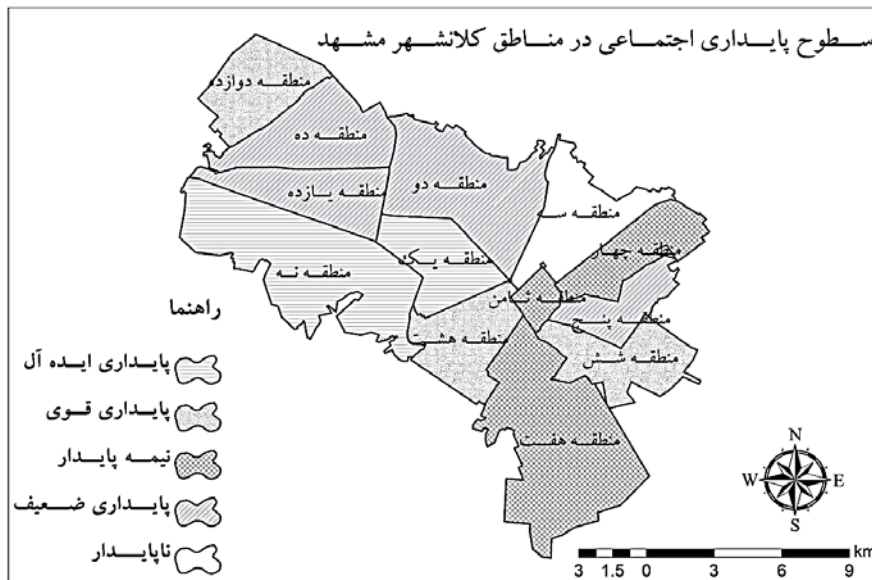 سطوح پایداری اجتماعی در مناطق کلانشهر مشهد
منطقه دوازده
منطقه ده
منطقه یازده
منطقه دو
منطقه سه
منطقه چهار
منطقه یک
منطقه نه
منطقه ثامن
منطقه پنج
منطقه هشت
منطقه شش
منطقه هفت
راهنما
پایداری ایده آل
پایداری قوی
نیمه پایدار
پایداری ضعیف
ناپایدار
N
W E
S
km
3 1.5 0 3 6 9